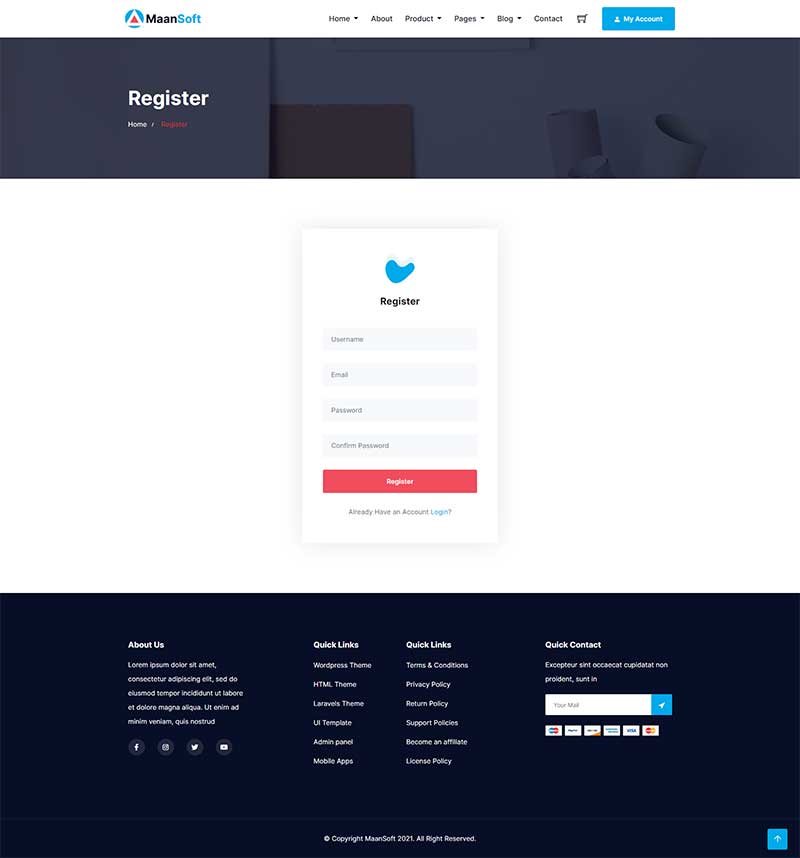 MaanSoft
Home
About
Product
Pages
Blog
Contact
My Account
Register
Home / Register
Register
Username
Email
Password
Confirm Password
Register
Already Have an Account Login?
About Us
Lorem ipsum dolor sit amet,
consectetur adipiscing elit, sed do
eiusmod tempor incididunt ut labore
et dolore magna aliqua. Ut enim ad
minim veniam, quis nostrud
Quick Links
Wordpress Theme
HTML Theme
Laravels Theme
UI Template
Admin panel
Mobile Apps
Quick Links
Terms & Conditions
Privacy Policy
Return Policy
Support Policies
Become an affiliate
License Policy
Quick Contact
Excepteur sint occaecat cupidatat non
proident, sunt in
Your Mail
PayPal
VISA
© Copyright MaanSoft 2021. All Right Reserved.